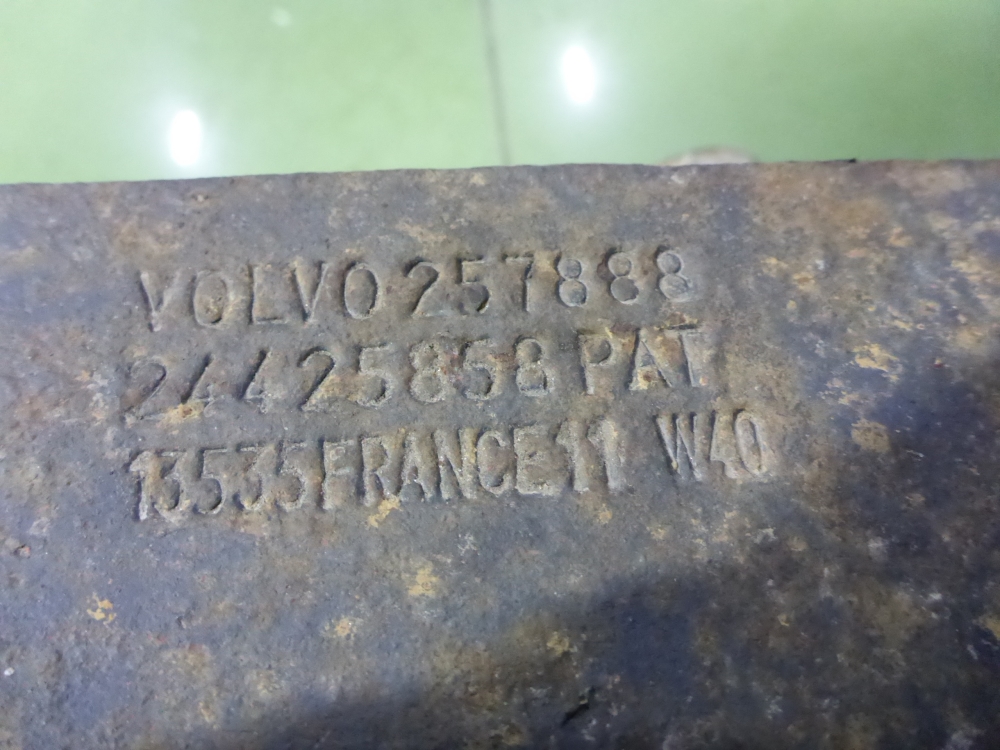 VOLVO 257888
24425858 PAT
13535 FRANCE 11 W40